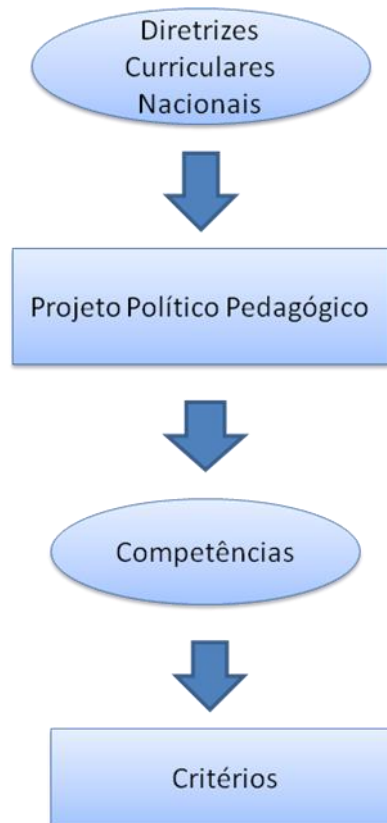 Diretrizes
Curriculares
Nacionais
Projeto Político Pedagógico
Competências
Critérios